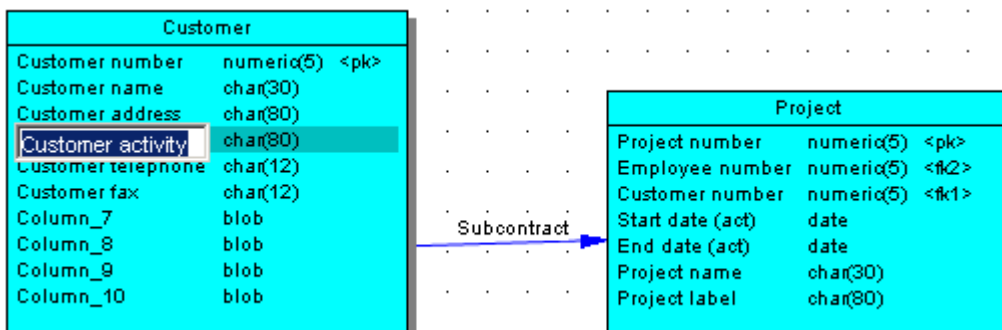 Customer
Customer number numeric(5) <pk>
Customer name char(30)
Customer address char(80)
Customer activity char(80)
Customer telephone char(12)
Customer fax char(12)
Column_7 blob
Column_8 blob
Column_9 blob
Column_10 blob
Subcontract
Project
Project number numeric(5) <pk>
Employee number numeric(5) <fk2>
Customer number numeric(5) <fk1>
Start date (act) date
End date (act) date
Project name char(30)
Project label char(80)